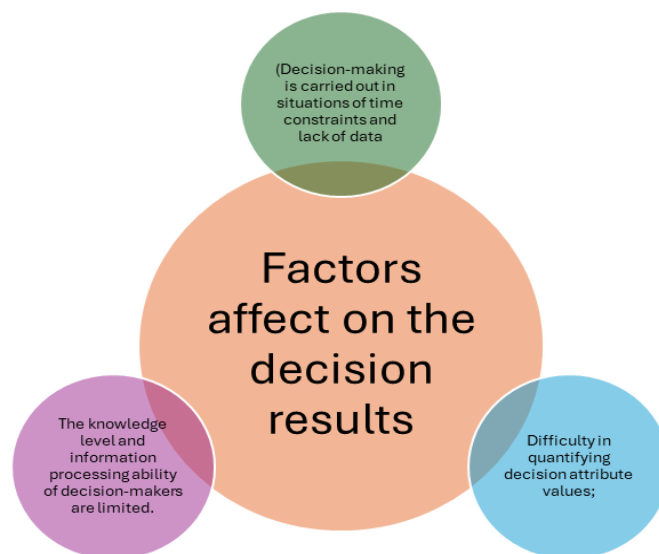 (Decision-making
is carried out in
situations of time
constraints and
lack of data
Factors
affect on the
decision
results
The knowledge
level and
information
processing ability
of decision-makers
are limited.
Difficulty in
quantifying
decision attribute
values;